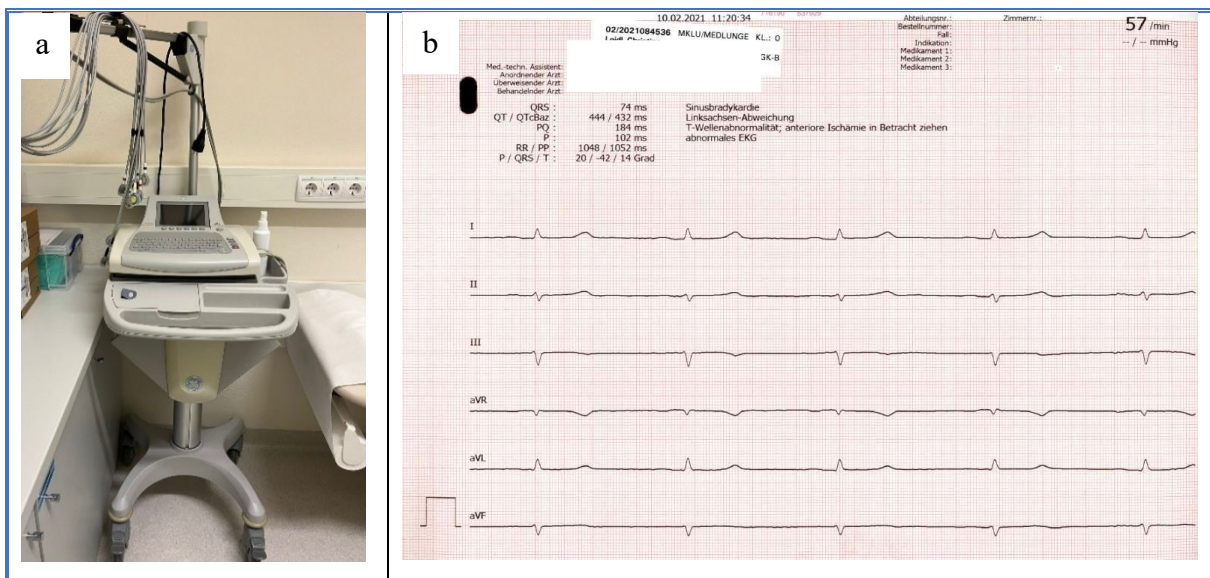 a
b
10.02.2021 11:20:34
02/2021084536 MKLU/MEDLUNGE KL.: 0
GK-B
Abteilungsnr.:
Zimmernr.:
Bestellnummer:
Fall:
Indikation:
Medikament 1:
Medikament 2:
Medikament 3:
57 /min
-- / -- mmHg
Med.-techn. Assistent:
Anordnender Arzt:
Überweisender Arzt:
Behandelnder Arzt:
QRS : 74 ms
QT / QTcBaz : 444 / 432 ms
PQ : 184 ms
P : 102 ms
RR / PP : 1048 / 1052 ms
P / QRS / T : 20 / -42 / 14 Grad
Sinusbradykardie
Linksachsen-Abweichung
T-Wellenabnormalität; anteriore Ischämie in Betracht ziehen
abnormales EKG
I
II
III
aVR
aVL
aVF